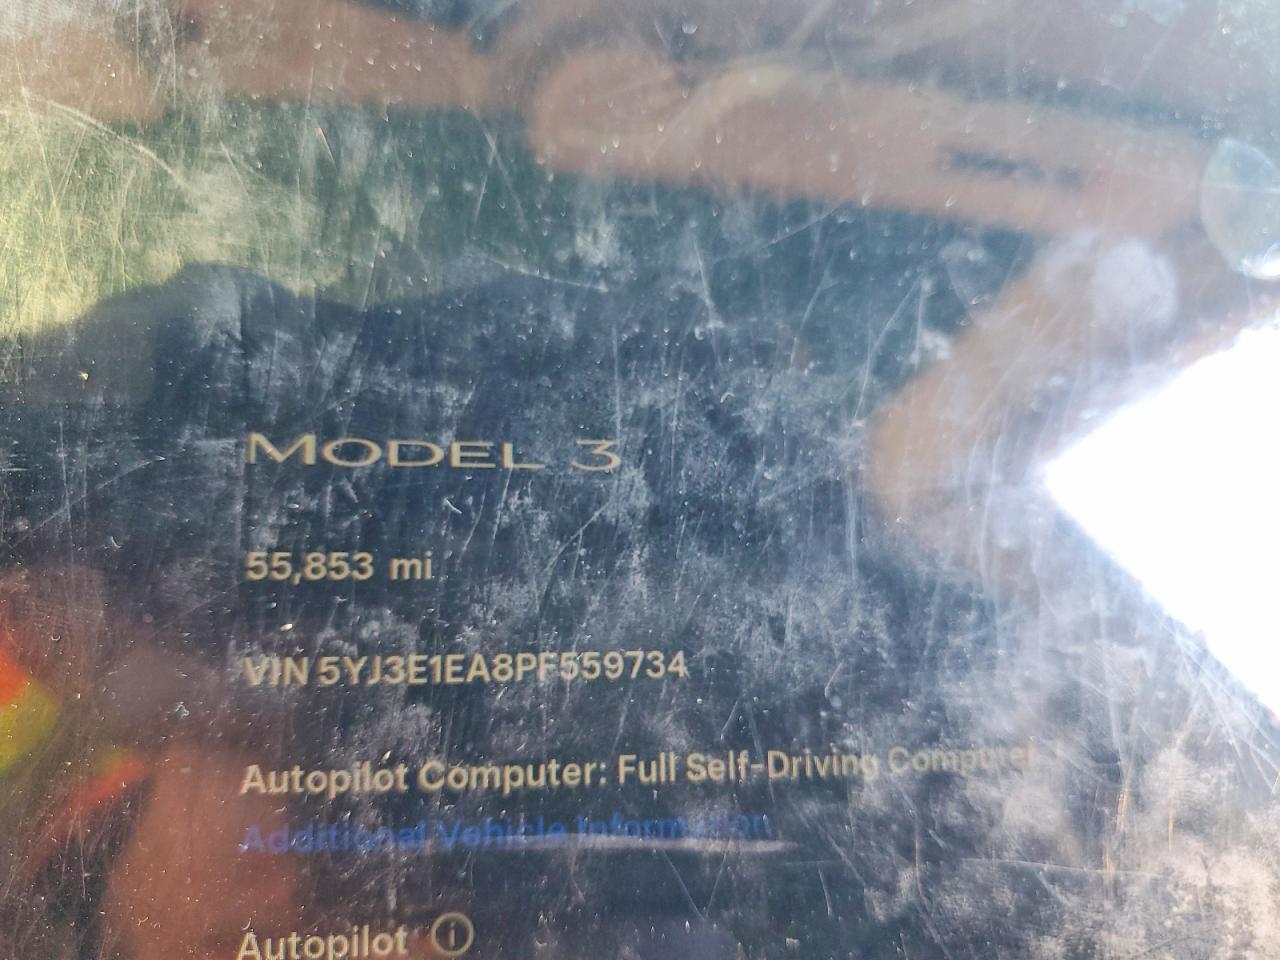 MODEL 3
55,853 mi
VIN 5YJ3E1EA8PF559734
Autopilot Computer: Full Self-Driving Computer
Additional Vehicle Information
Autopilot